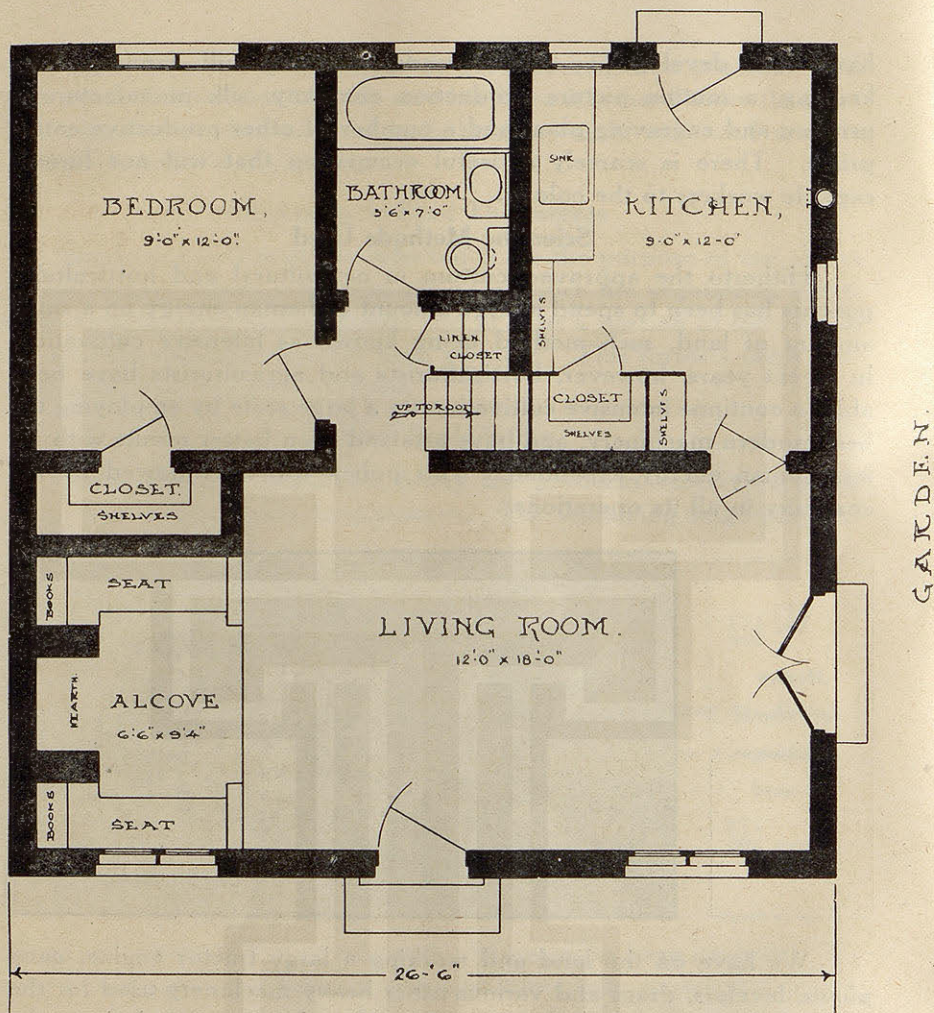 BEDROOM,
9'-0" x 12'-0".
BATHROOM
5'6" x 7'0"
SINK
KITCHEN,
9'-0" x 12'-0"
SHELVES
LINEN
CLOSET
UP TO ROOF
CLOSET
SHELVES
SHELVES
CLOSET.
SHELVES
BOOKS
SEAT
LIVING ROOM.
12'-0" x 18'-0"
HEARTH
ALCOVE
6'-6" x 9'4"
BOOKS
SEAT
GARDEN.
26'-6"